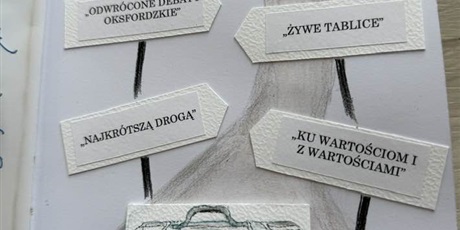 „ODWRÓCONE DEBATY
OKSFORDZKIE”
„ŻYWE TABLICE”
„NAJKRÓTSZĄ DROGĄ”
„KU WARTOŚCIOM I
Z WARTOŚCIAMI”